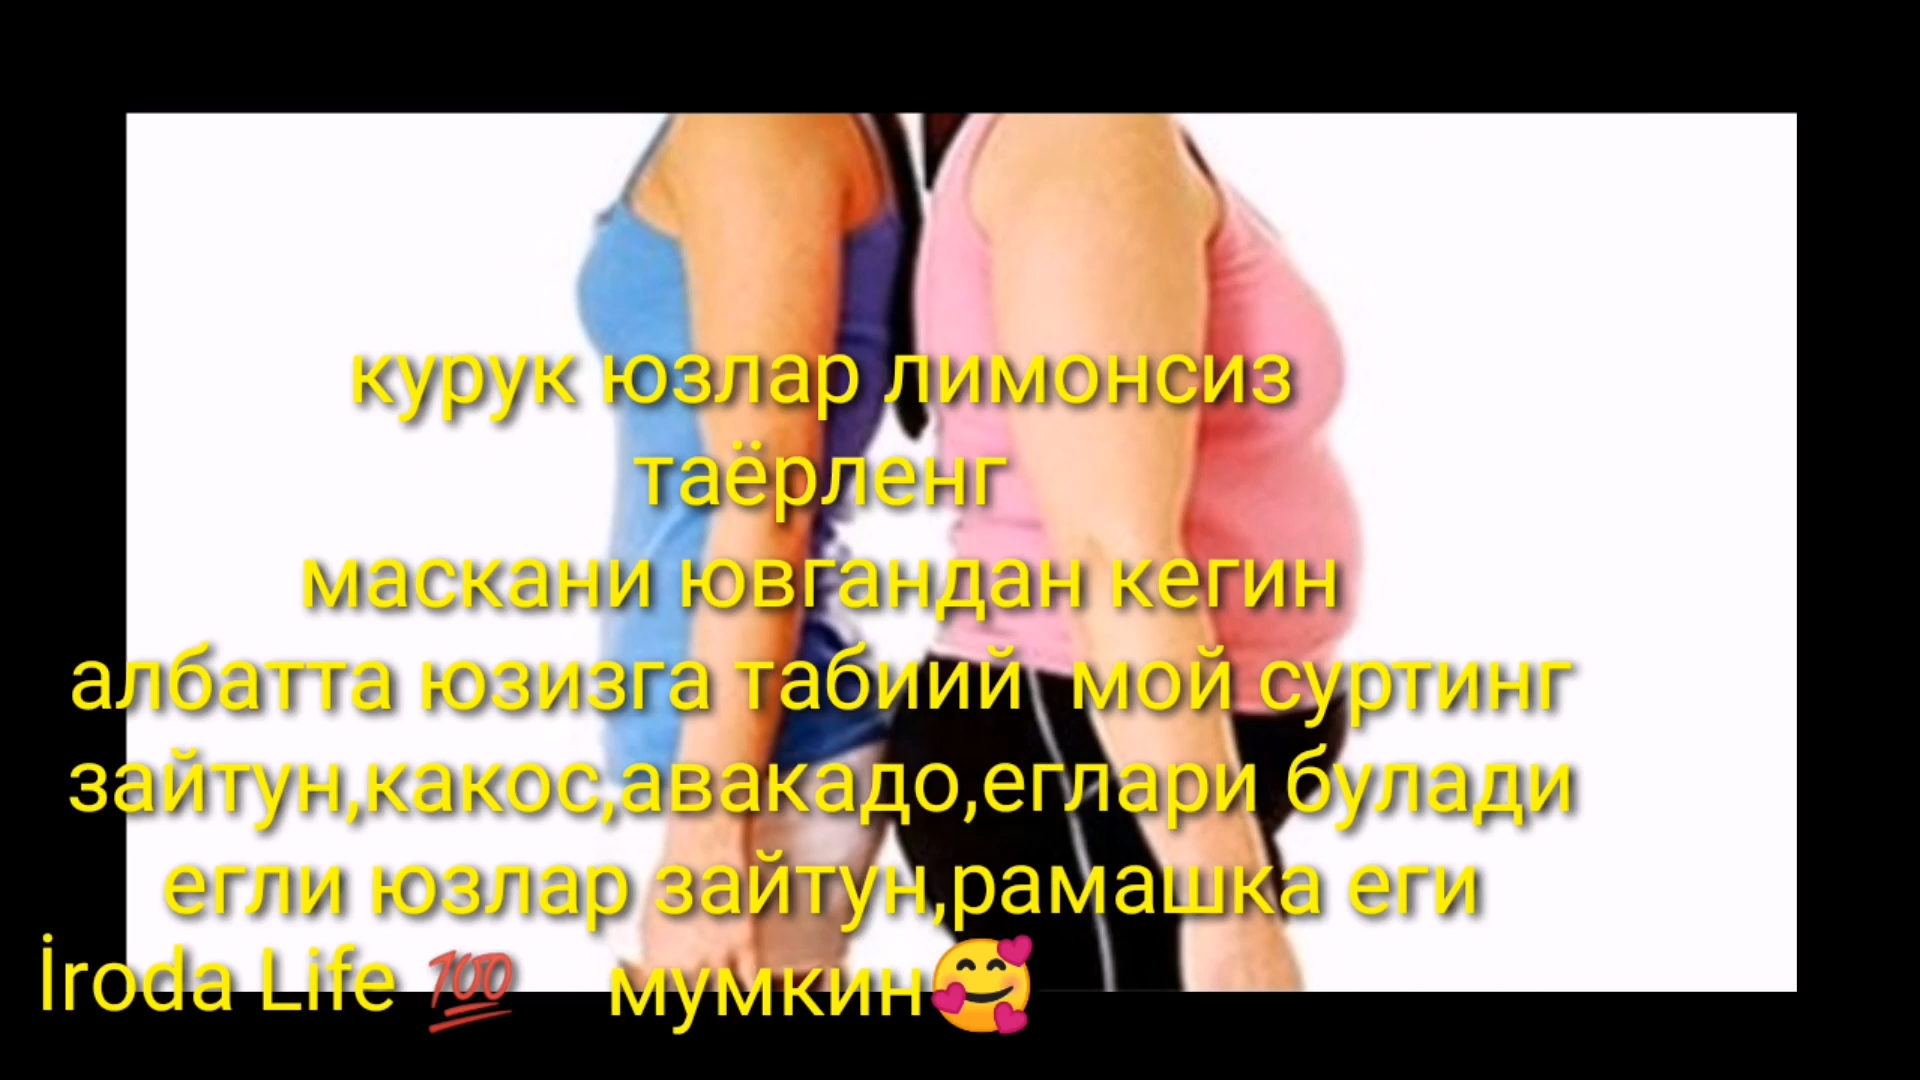 курук юзлар лимонсиз
таёрленг
маскани ювгандан кегин
албатта юзизга табиий мой суртинг
зайтун,какос,авакадо,еглари булади
егли юзлар зайтун,рамашка еги
мумкин🥰
İroda Life 💯